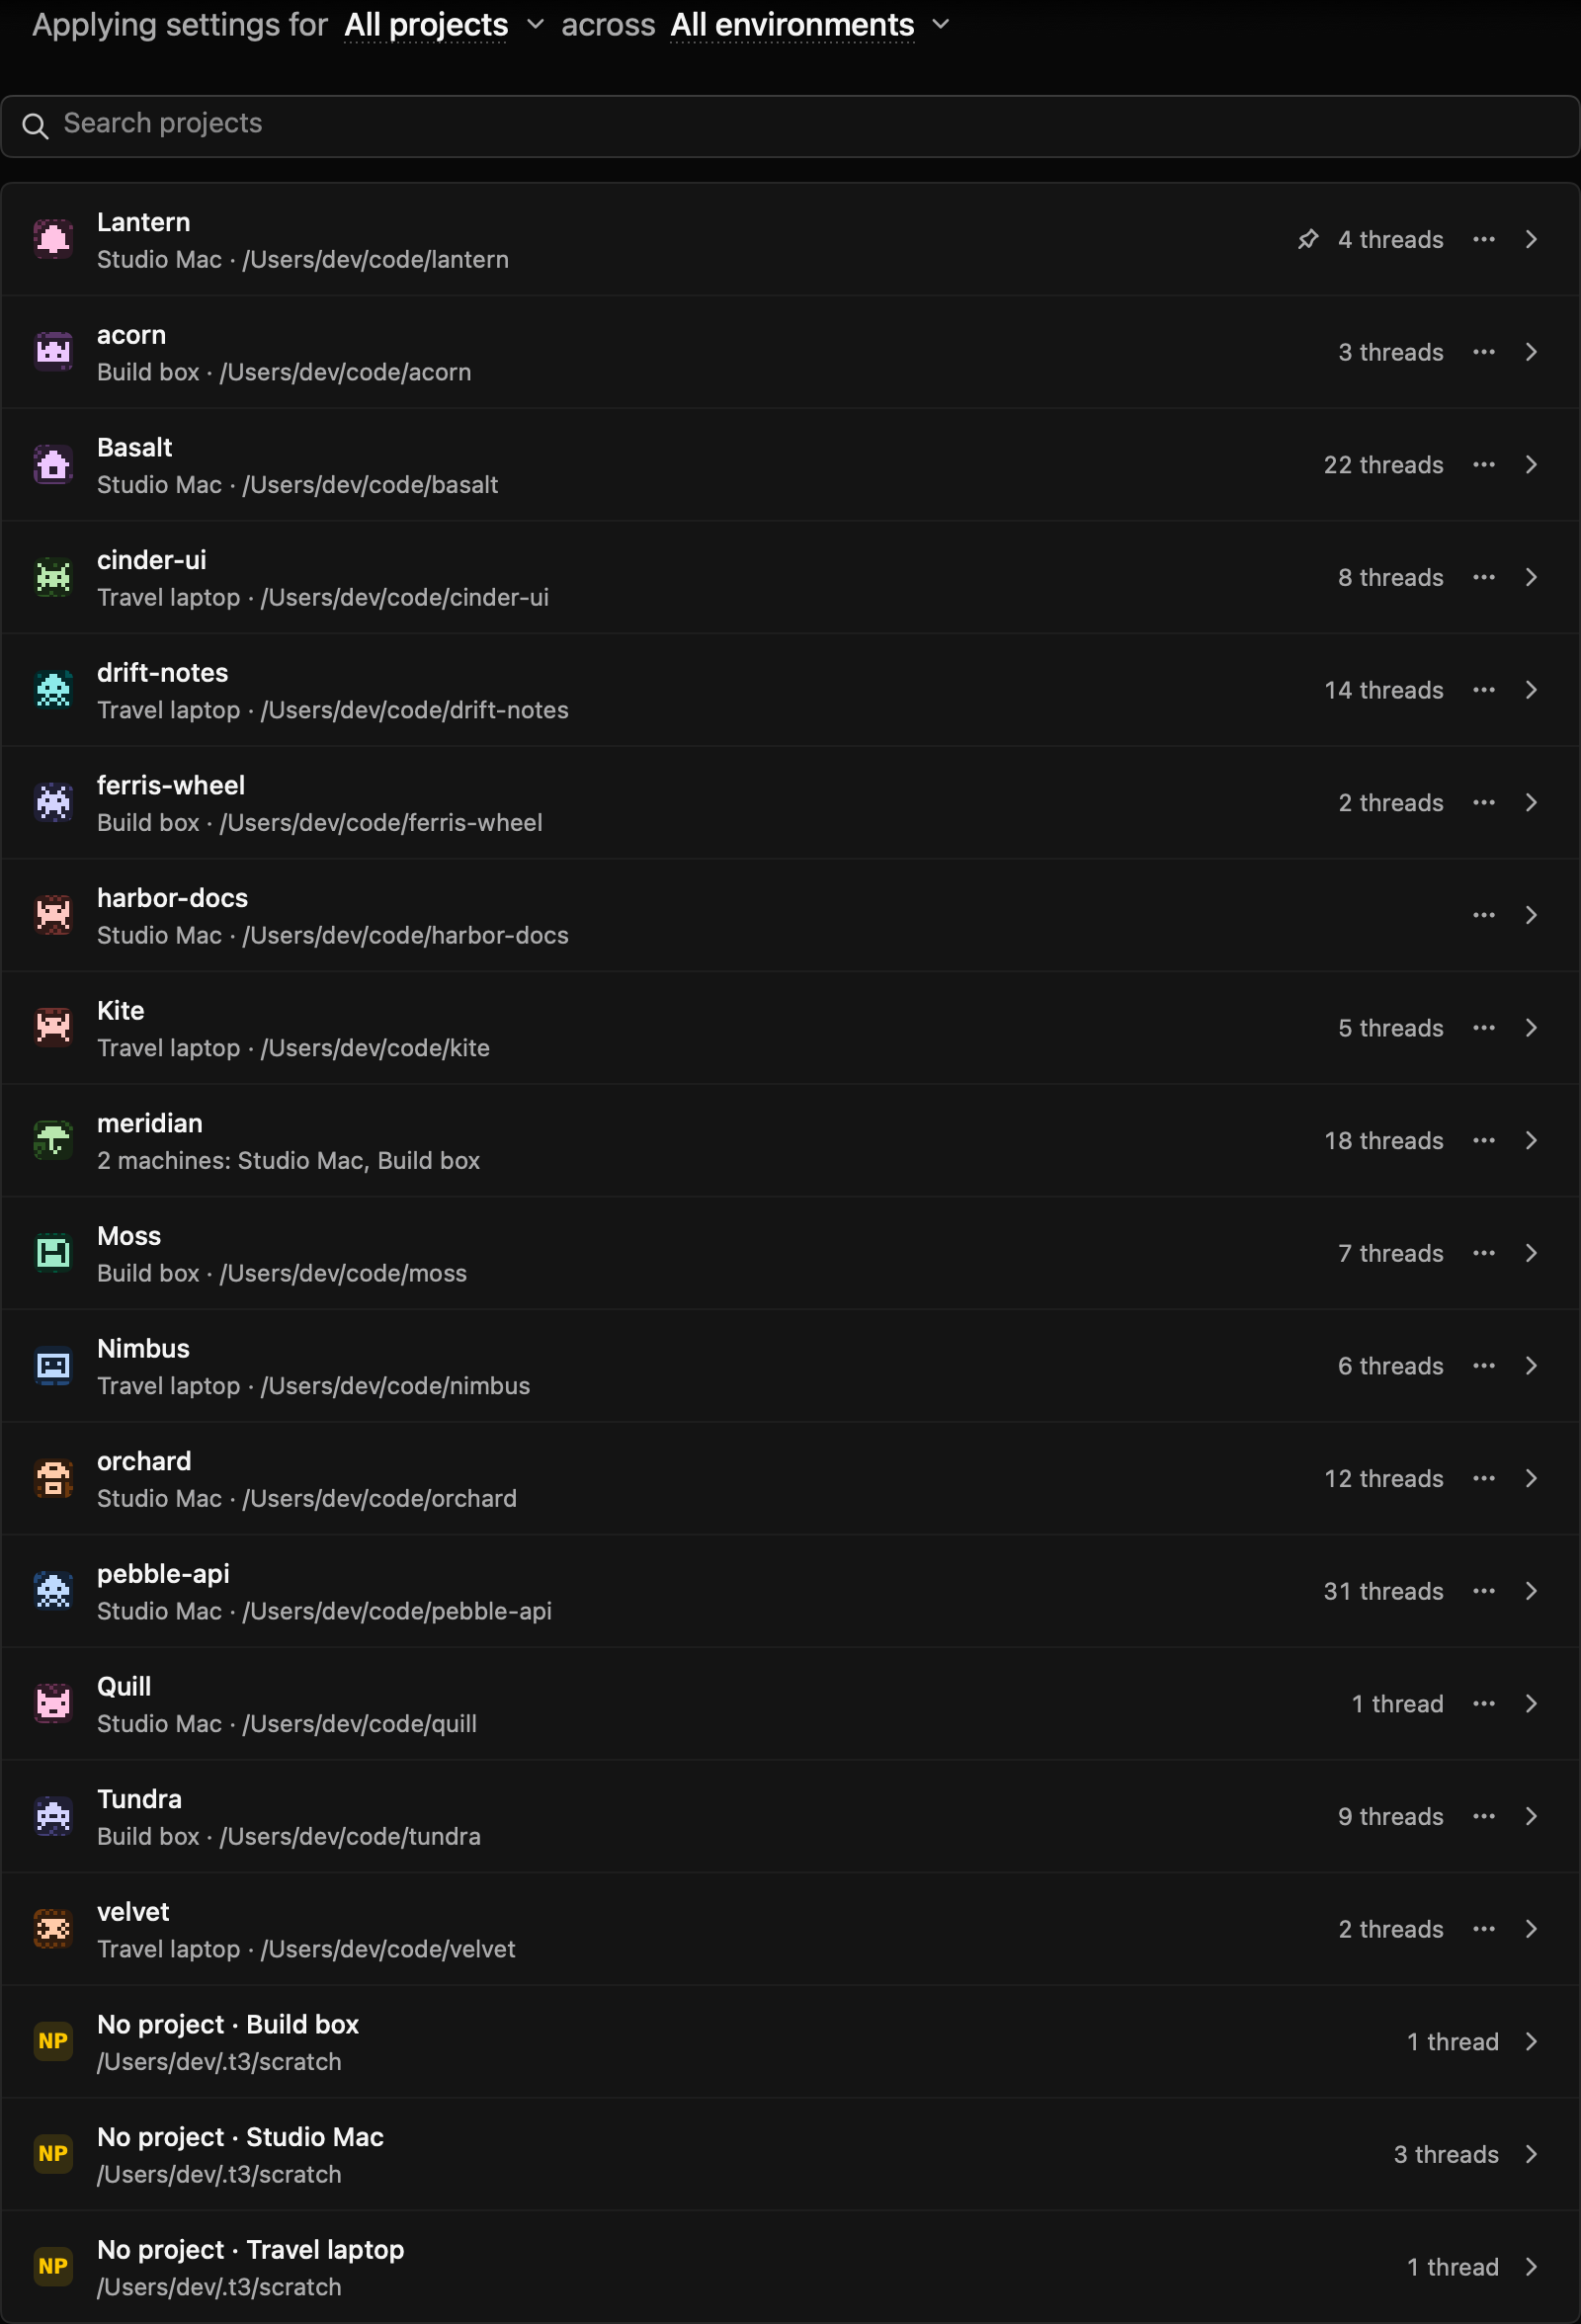 Applying settings for All projects across All environments
Search projects
Lantern
Studio Mac · /Users/dev/code/lantern
4 threads
acorn
Build box · /Users/dev/code/acorn
3 threads
Basalt
Studio Mac · /Users/dev/code/basalt
22 threads
cinder-ui
Travel laptop · /Users/dev/code/cinder-ui
8 threads
drift-notes
Travel laptop · /Users/dev/code/drift-notes
14 threads
ferris-wheel
Build box · /Users/dev/code/ferris-wheel
2 threads
harbor-docs
Studio Mac · /Users/dev/code/harbor-docs
Kite
Travel laptop · /Users/dev/code/kite
5 threads
meridian
2 machines: Studio Mac, Build box
18 threads
Moss
Build box · /Users/dev/code/moss
7 threads
Nimbus
Travel laptop · /Users/dev/code/nimbus
6 threads
orchard
Studio Mac · /Users/dev/code/orchard
12 threads
pebble-api
Studio Mac · /Users/dev/code/pebble-api
31 threads
Quill
Studio Mac · /Users/dev/code/quill
1 thread
Tundra
Build box · /Users/dev/code/tundra
9 threads
velvet
Travel laptop · /Users/dev/code/velvet
2 threads
NP
No project · Build box
/Users/dev/.t3/scratch
1 thread
NP
No project · Studio Mac
/Users/dev/.t3/scratch
3 threads
NP
No project · Travel laptop
/Users/dev/.t3/scratch
1 thread